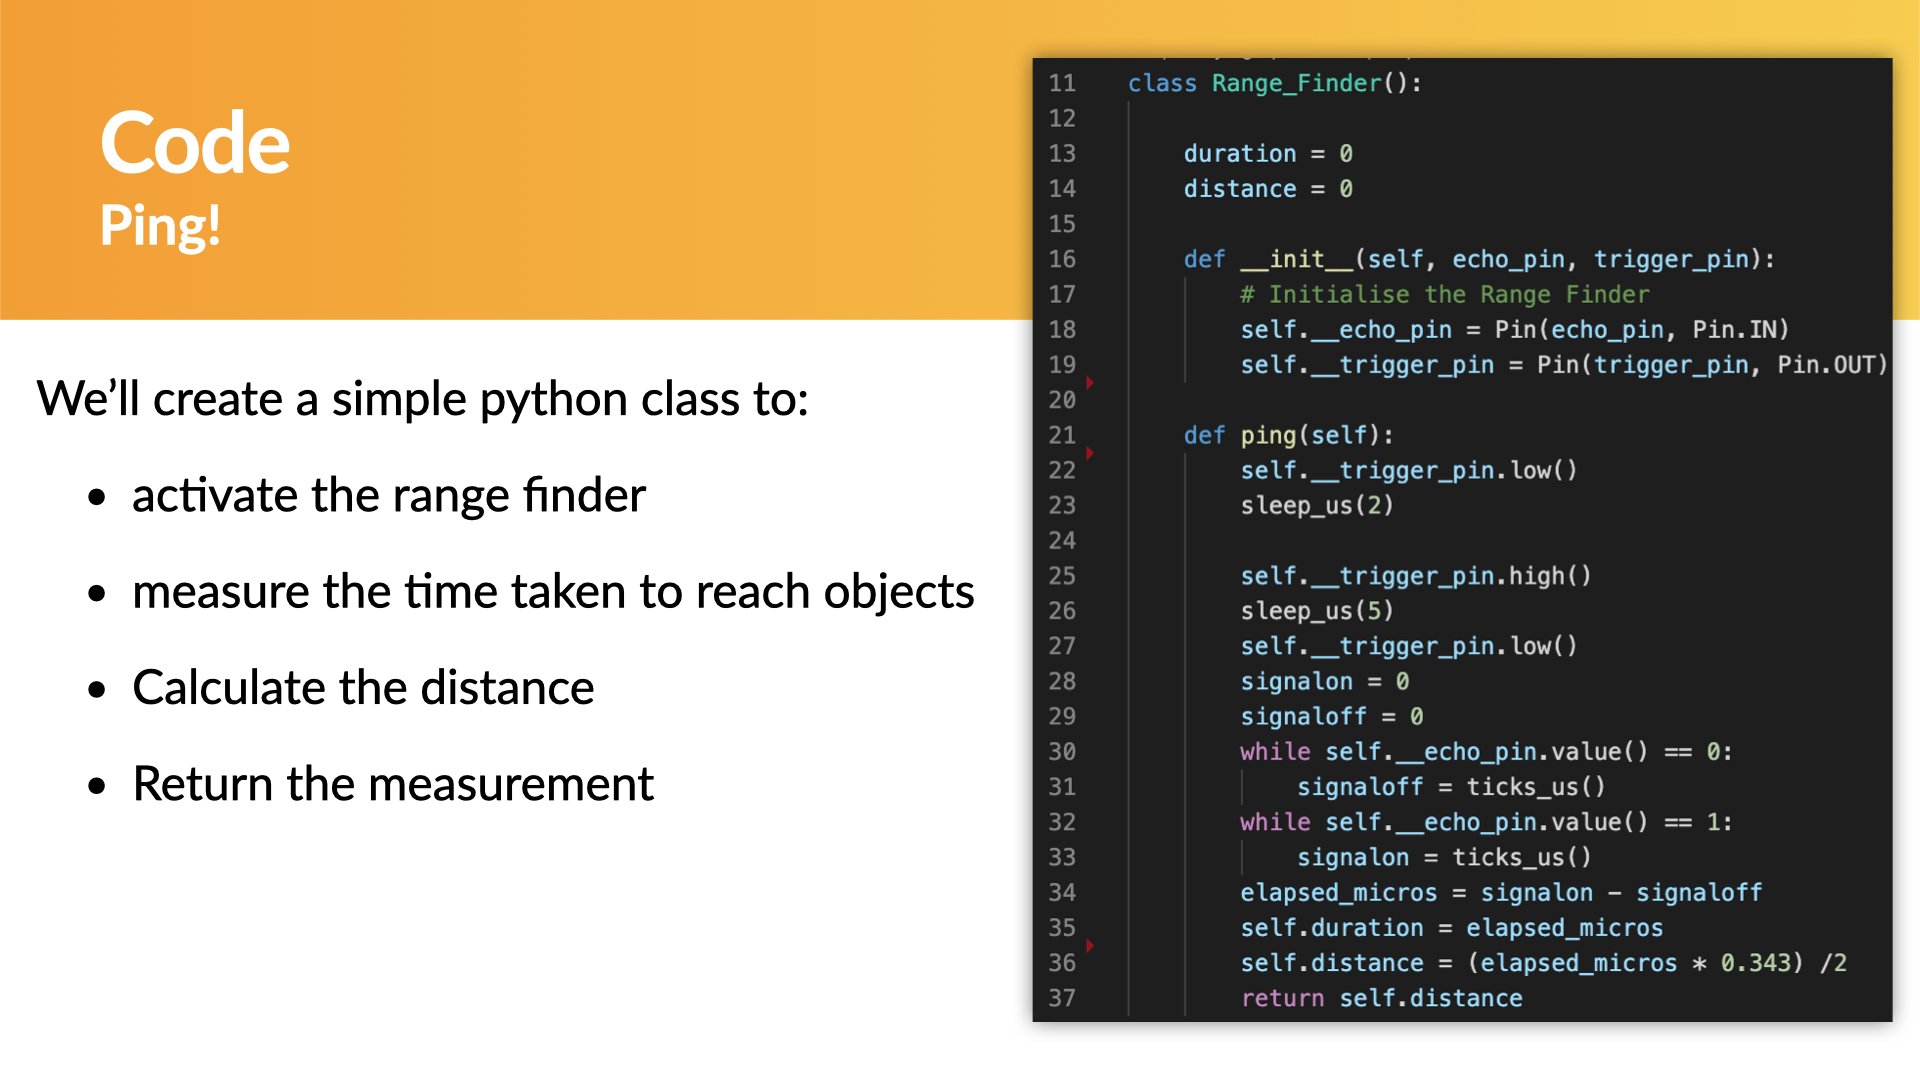 Code
Ping!
We’ll create a simple python class to:
• activate the range finder
• measure the time taken to reach objects
• Calculate the distance
• Return the measurement
11 class Range_Finder():
12
13 duration = 0
14 distance = 0
15
16 def __init__(self, echo_pin, trigger_pin):
17 # Initialise the Range Finder
18 self.__echo_pin = Pin(echo_pin, Pin.IN)
19 self.__trigger_pin = Pin(trigger_pin, Pin.OUT)
20
21 def ping(self):
22 self.__trigger_pin.low()
23 sleep_us(2)
24
25 self.__trigger_pin.high()
26 sleep_us(5)
27 self.__trigger_pin.low()
28 signalon = 0
29 signaloff = 0
30 while self.__echo_pin.value() == 0:
31 signaloff = ticks_us()
32 while self.__echo_pin.value() == 1:
33 signalon = ticks_us()
34 elapsed_micros = signalon - signaloff
35 self.duration = elapsed_micros
36 self.distance = (elapsed_micros * 0.343) /2
37 return self.distance